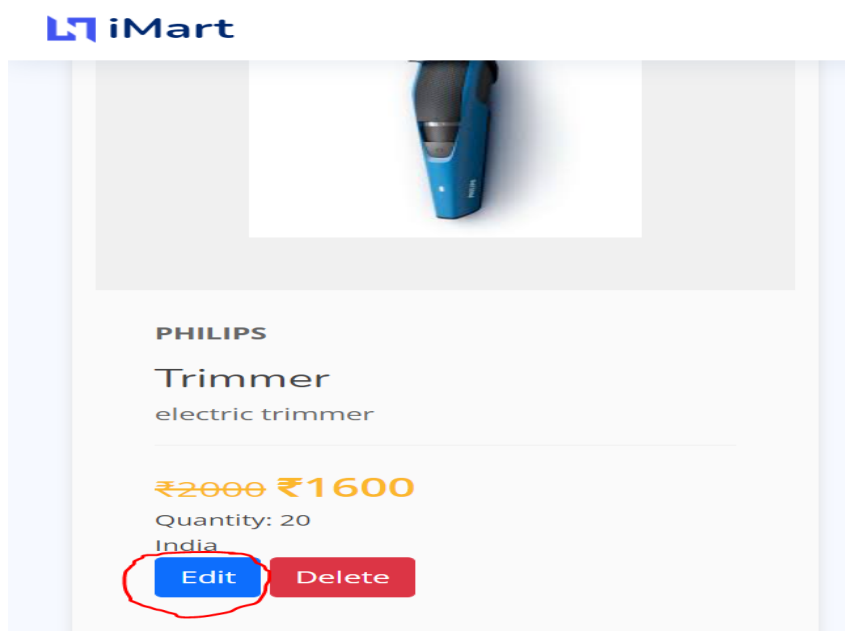 iMart
PHILIPS
Trimmer
electric trimmer
₹2000 ₹1600
Quantity: 20
India
Edit Delete